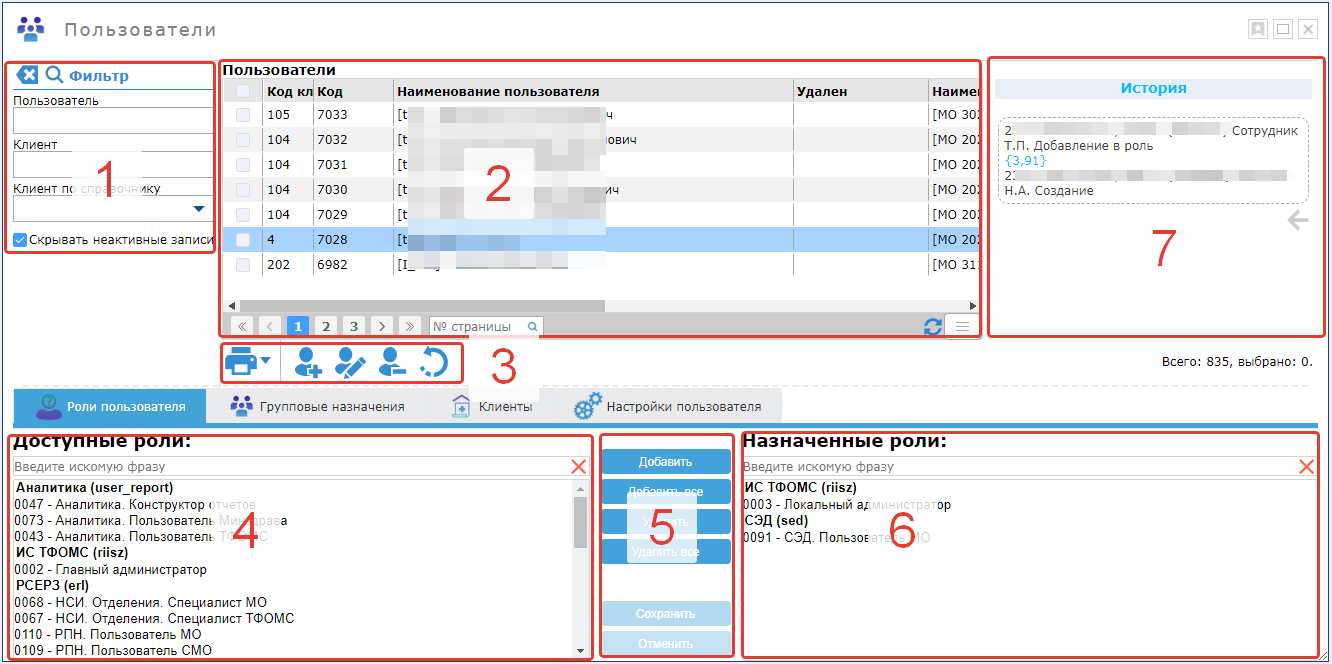 Пользователи
Фильтр
Пользователь
Клиент
Клиент по справочнику
Скрывать неактивные записи
1
Пользователи
Код кл Код Наименование пользователя Удален Наимен
105 7033 [t ч [МО 302
104 7032 [t ович [МО 202
104 7031 [t [МО 202
104 7030 [t ич [МО 202
104 7029 [t [МО 202
4 7028 [t [МО 202
202 6982 [I_ [МО 311
2
« < 1 2 3 > » № страницы
История
2 Сотрудник
Т.П. Добавление в роль
{3,91}
23
Н.А. Создание
7
3
Всего: 835, выбрано: 0.
Роли пользователя Групповые назначения Клиенты Настройки пользователя
Доступные роли:
Введите искомую фразу
Аналитика (user_report)
0047 - Аналитика. Конструктор отчетов
0073 - Аналитика. Пользователь Минздрава
0043 - Аналитика. Пользователь ТФОМС
ИС ТФОМС (riisz)
0002 - Главный администратор
РСЕРЗ (erl)
0068 - НСИ. Отделения. Специалист МО
0067 - НСИ. Отделения. Специалист ТФОМС
0110 - РПН. Пользователь МО
0109 - РПН. Пользователь СМО
4
Добавить
Добавить все
Удалить
Удалить все
Сохранить
Отменить
5
Назначенные роли:
Введите искомую фразу
ИС ТФОМС (riisz)
0003 - Локальный администратор
СЭД (sed)
0091 - СЭД. Пользователь МО
6